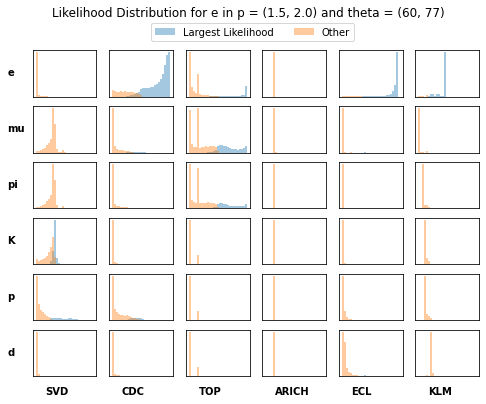 Likelihood Distribution for e in p = (1.5, 2.0) and theta = (60, 77)
Largest Likelihood Other
e
mu
pi
K
p
d
SVD CDC TOP ARICH ECL KLM